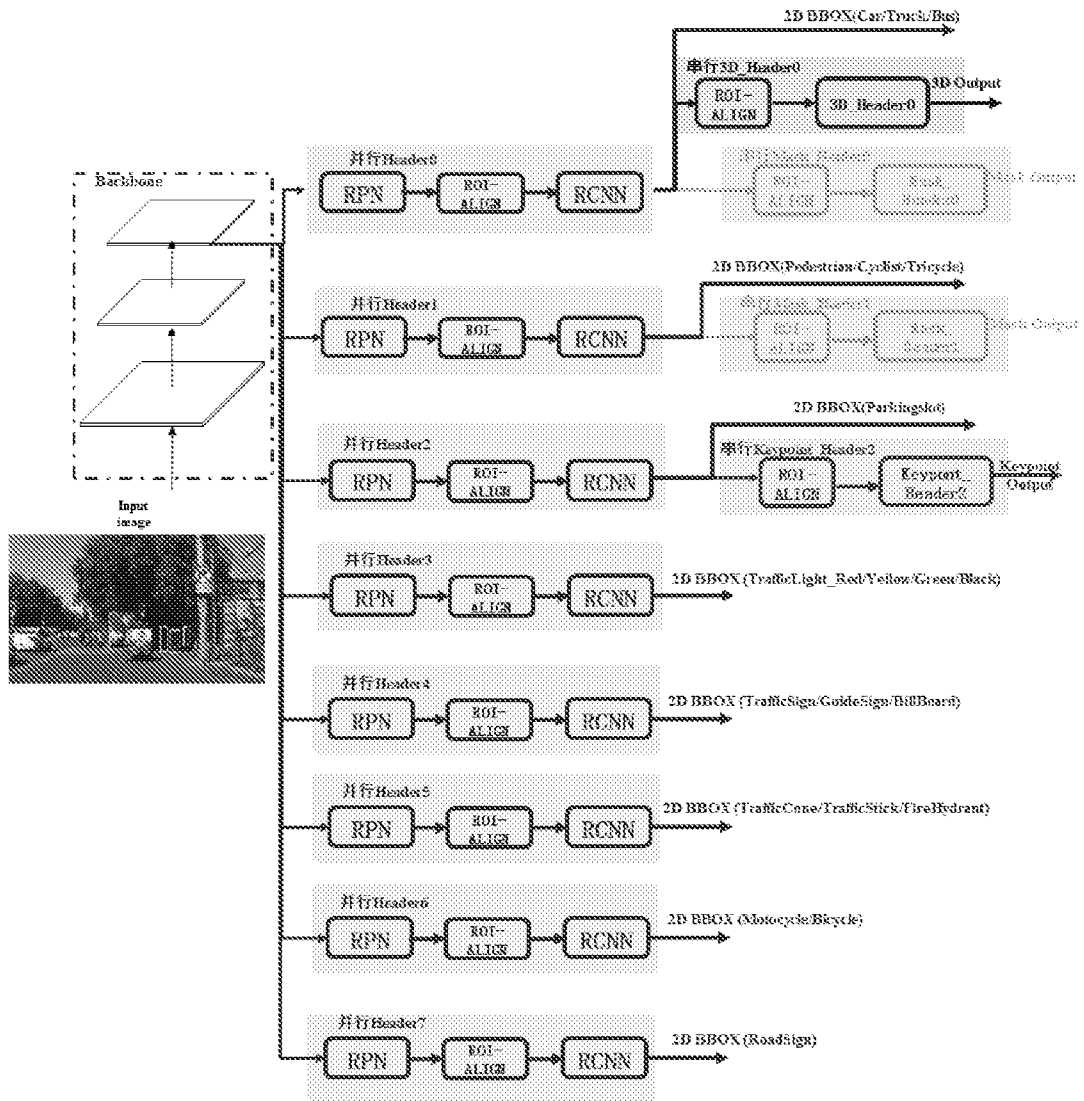 2D BBOX(Car/Truck/Bus)
串行3D_Header0
3D Output
ROI-
ALIGN
3D_Header0
并行Header0
RPN
ROI-
ALIGN
RCNN
ROI-
ALIGN
Mask Output
Backbone
2D BBOX(Pedestrian/Cyclist/Tricycle)
并行Header1
RPN
ROI-
ALIGN
RCNN
ROI-
ALIGN
Mask Output
2D BBOX(Parkingslot)
并行Header2
RPN
ROI-
ALIGN
RCNN
串行Keypoint_Header2
ROI-
ALIGN
Keypont_
Header2
Keypoint
Output
Input
image
并行Header3
RPN
ROI-
ALIGN
RCNN
2D BBOX (TrafficLight_Red/Yellow/Green/Black)
并行Header4
RPN
ROI-
ALIGN
RCNN
2D BBOX (TrafficSign/GuideSign/BillBoard)
并行Header5
RPN
ROI-
ALIGN
RCNN
2D BBOX (TrafficCone/TrafficStick/FireHydrant)
并行Header6
RPN
ROI-
ALIGN
RCNN
2D BBOX (Motocycle/Bicycle)
并行Header7
RPN
ROI-
ALIGN
RCNN
2D BBOX (RoadSign)